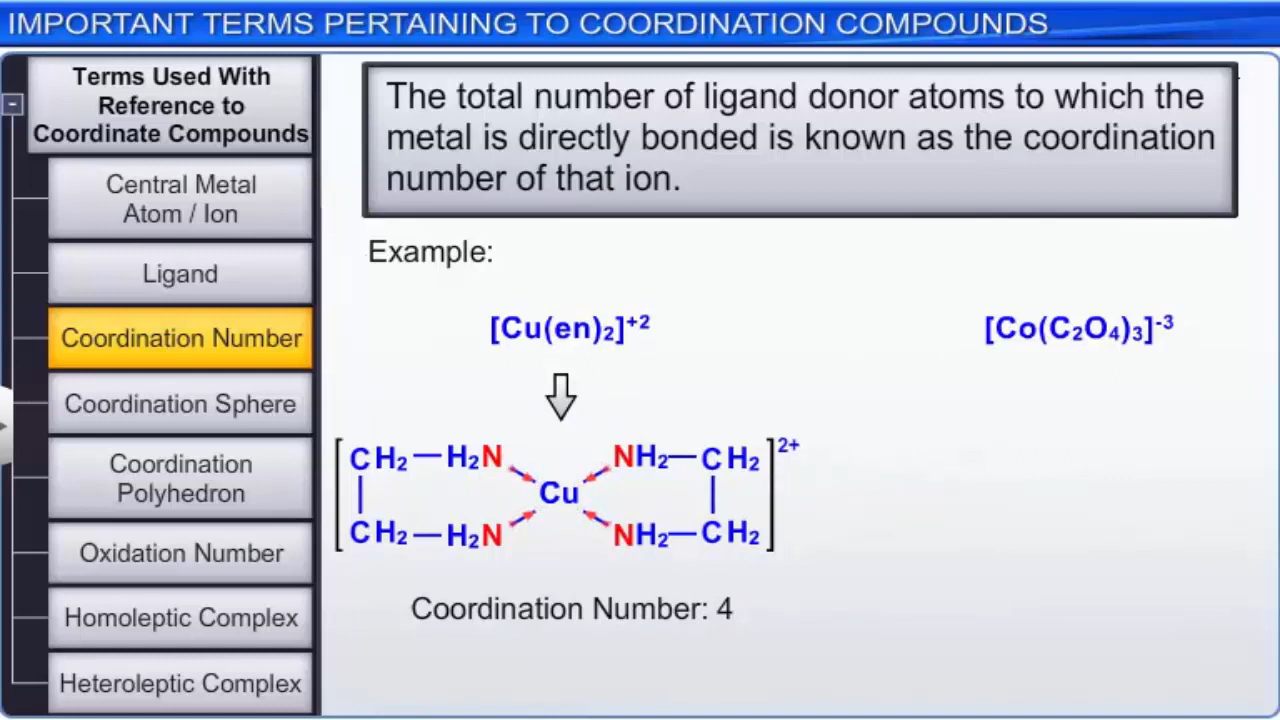 IMPORTANT TERMS PERTAINING TO COORDINATION COMPOUNDS
Terms Used With
Reference to
Coordinate Compounds
Central Metal
Atom / Ion
Ligand
Coordination Number
Coordination Sphere
Coordination
Polyhedron
Oxidation Number
Homoleptic Complex
Heteroleptic Complex
The total number of ligand donor atoms to which the
metal is directly bonded is known as the coordination
number of that ion.
Example:
[Cu(en)₂]⁺² [Co(C₂O₄)₃]⁻³
[CH₂—H₂N NH₂—CH₂]²⁺
Cu
CH₂—H₂N NH₂—CH₂
Coordination Number: 4